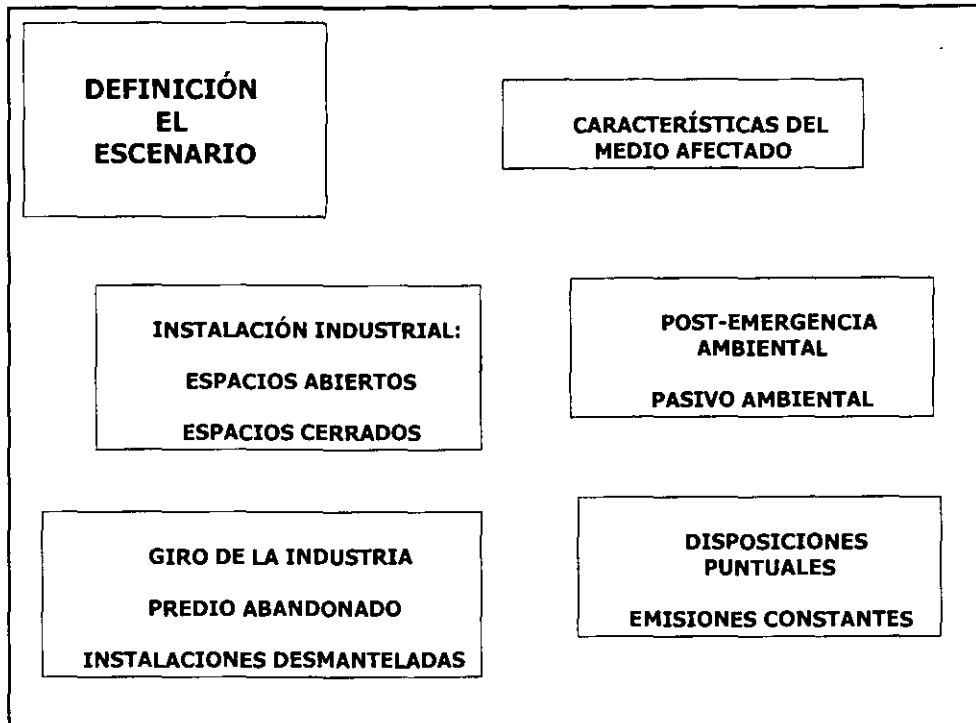 DEFINICIÓN
EL
ESCENARIO
CARACTERÍSTICAS DEL
MEDIO AFECTADO
INSTALACIÓN INDUSTRIAL:
ESPACIOS ABIERTOS
ESPACIOS CERRADOS
POST-EMERGENCIA
AMBIENTAL
PASIVO AMBIENTAL
GIRO DE LA INDUSTRIA
PREDIO ABANDONADO
INSTALACIONES DESMANTELADAS
DISPOSICIONES
PUNTUALES
EMISIONES CONSTANTES